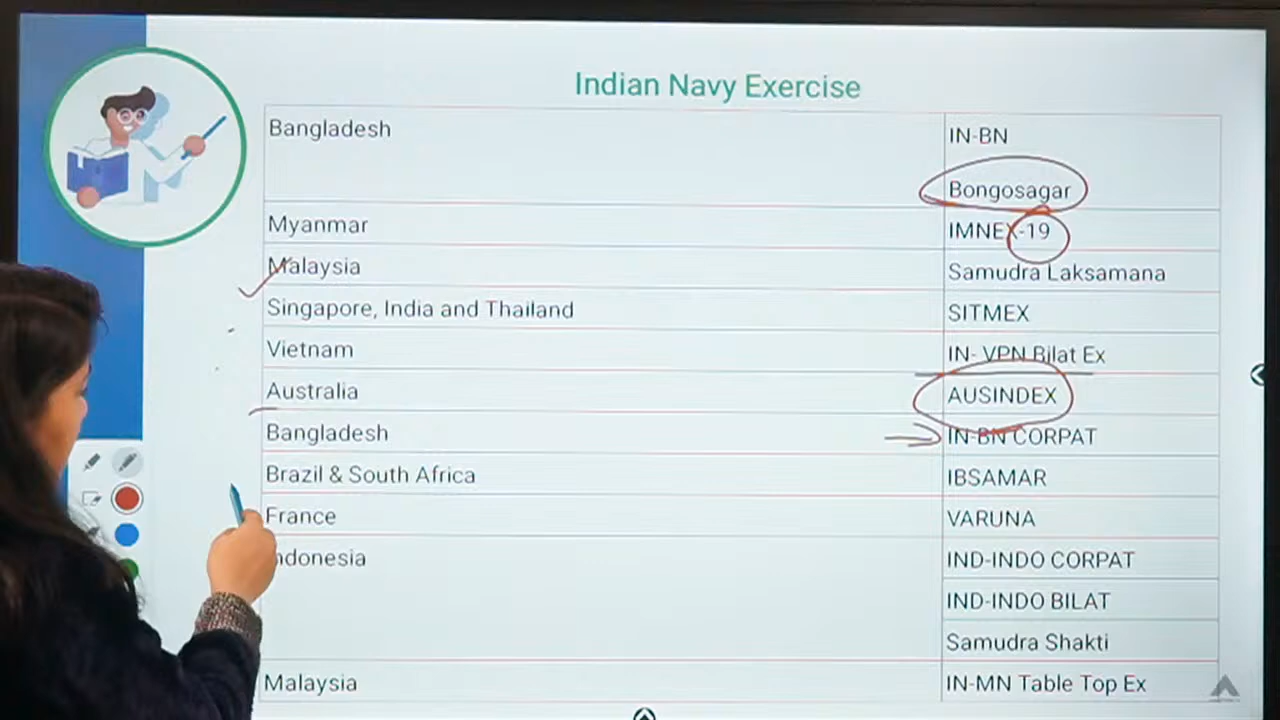 Indian Navy Exercise
Bangladesh IN-BN
Bongosagar
Myanmar IMNEX-19
Malaysia Samudra Laksamana
Singapore, India and Thailand SITMEX
Vietnam IN- VPN Bilat Ex
Australia AUSINDEX
Bangladesh IN-BN CORPAT
Brazil & South Africa IBSAMAR
France VARUNA
ndonesia IND-INDO CORPAT
IND-INDO BILAT
Samudra Shakti
Malaysia IN-MN Table Top Ex